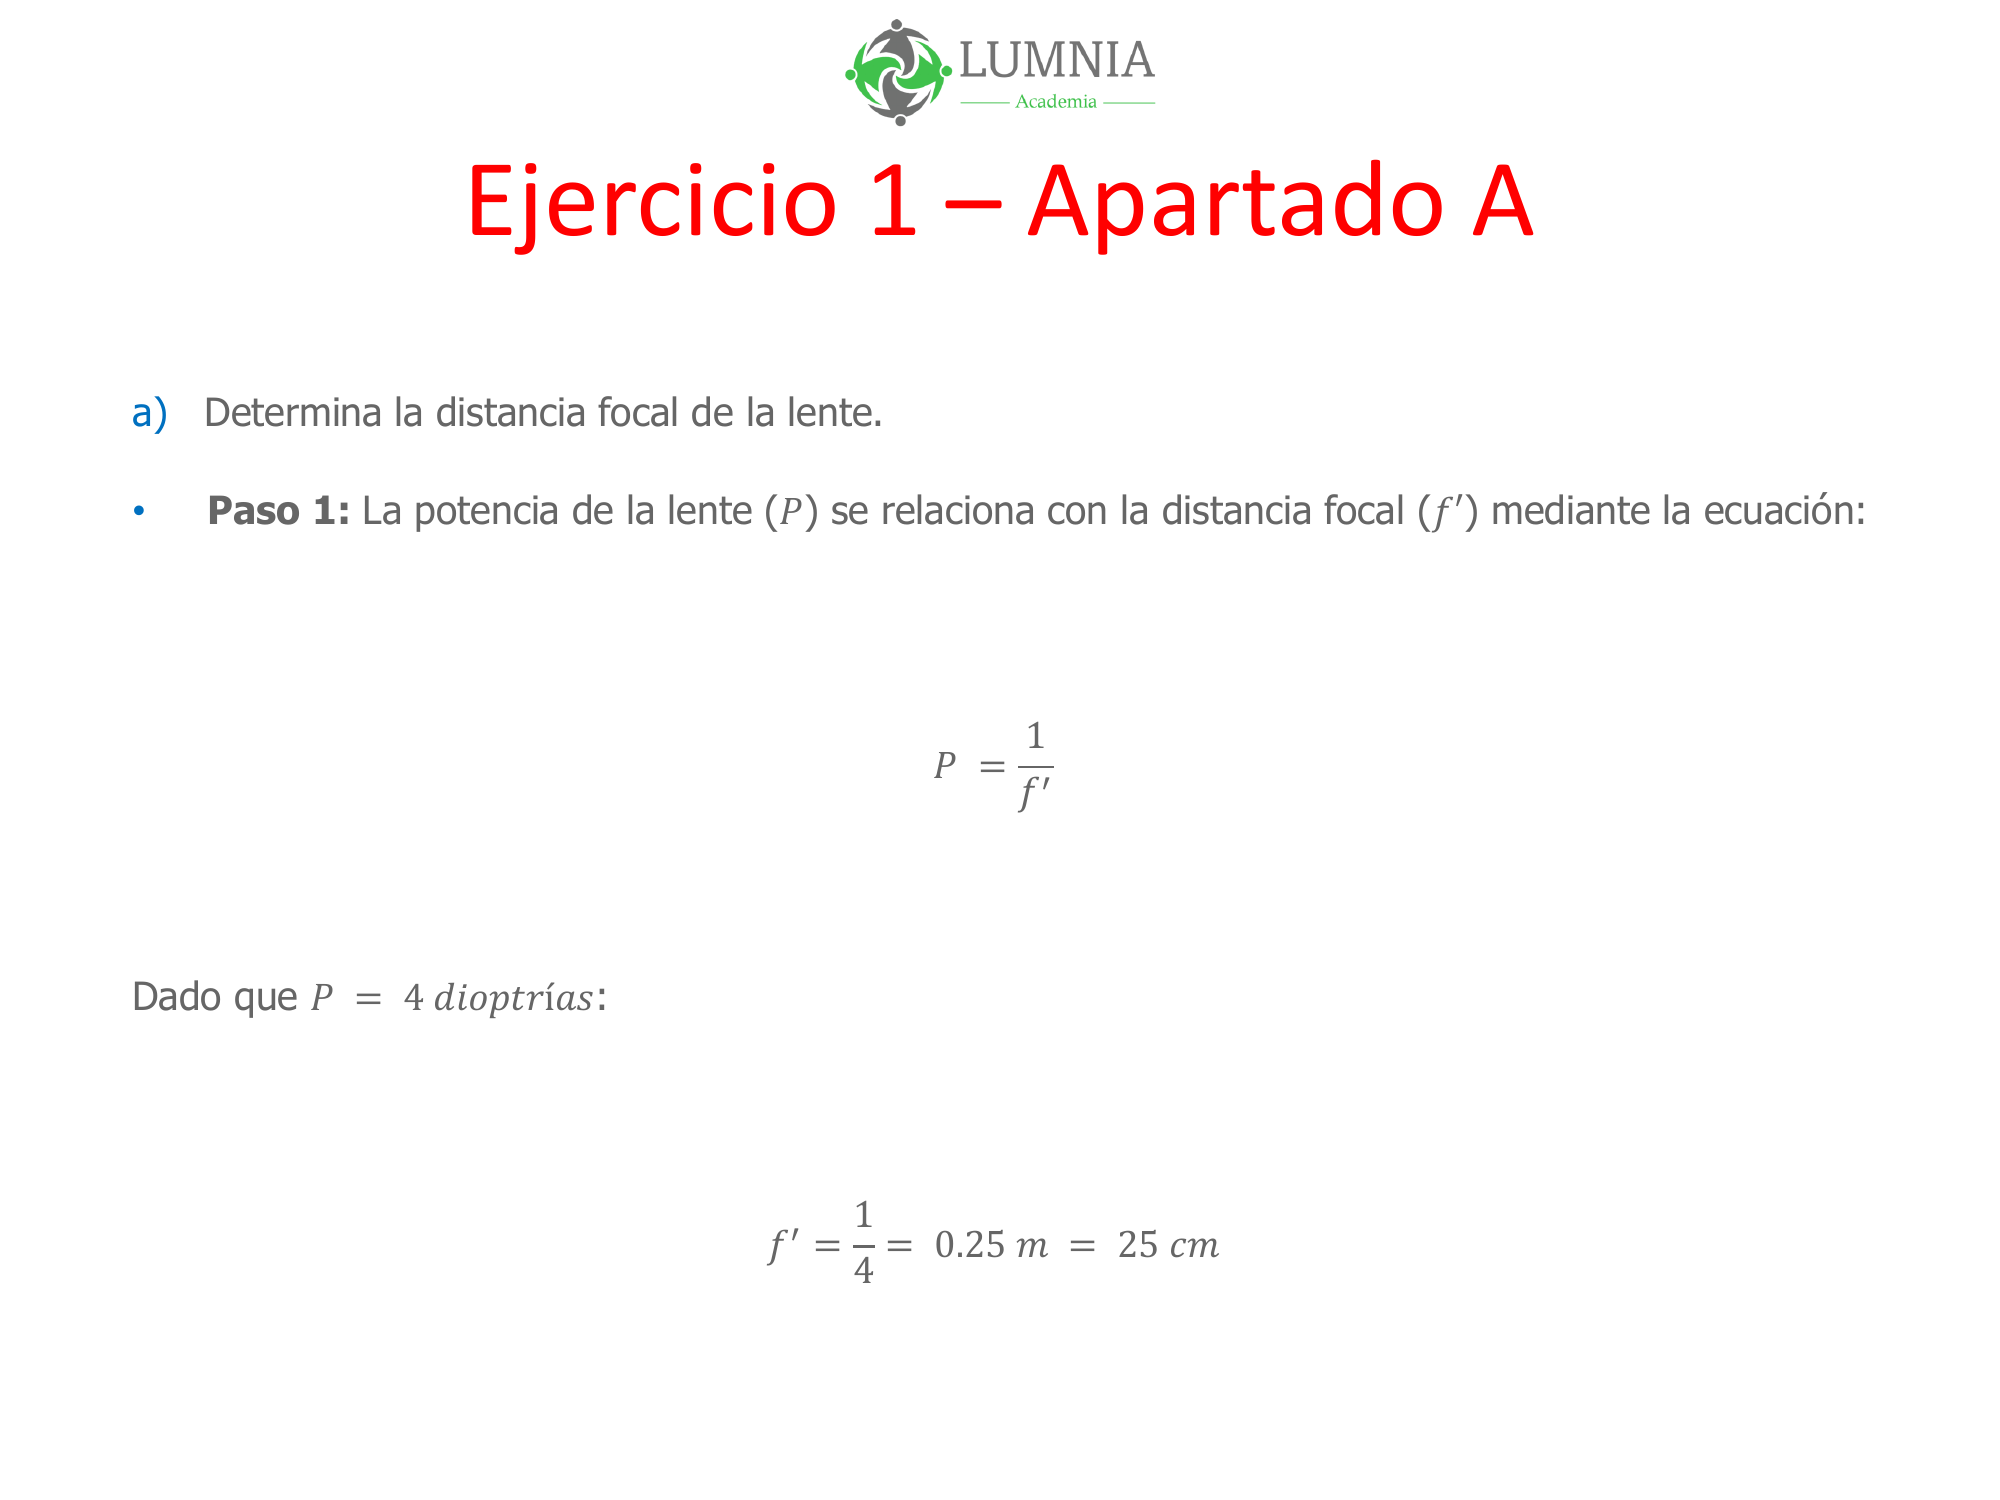 LUMNIA
Academia
Ejercicio 1 – Apartado A
a) Determina la distancia focal de la lente.
• Paso 1: La potencia de la lente (P) se relaciona con la distancia focal (f′) mediante la ecuación:
P = 1/f′
Dado que P = 4 dioptrías:
f′ = 1/4 = 0.25 m = 25 cm